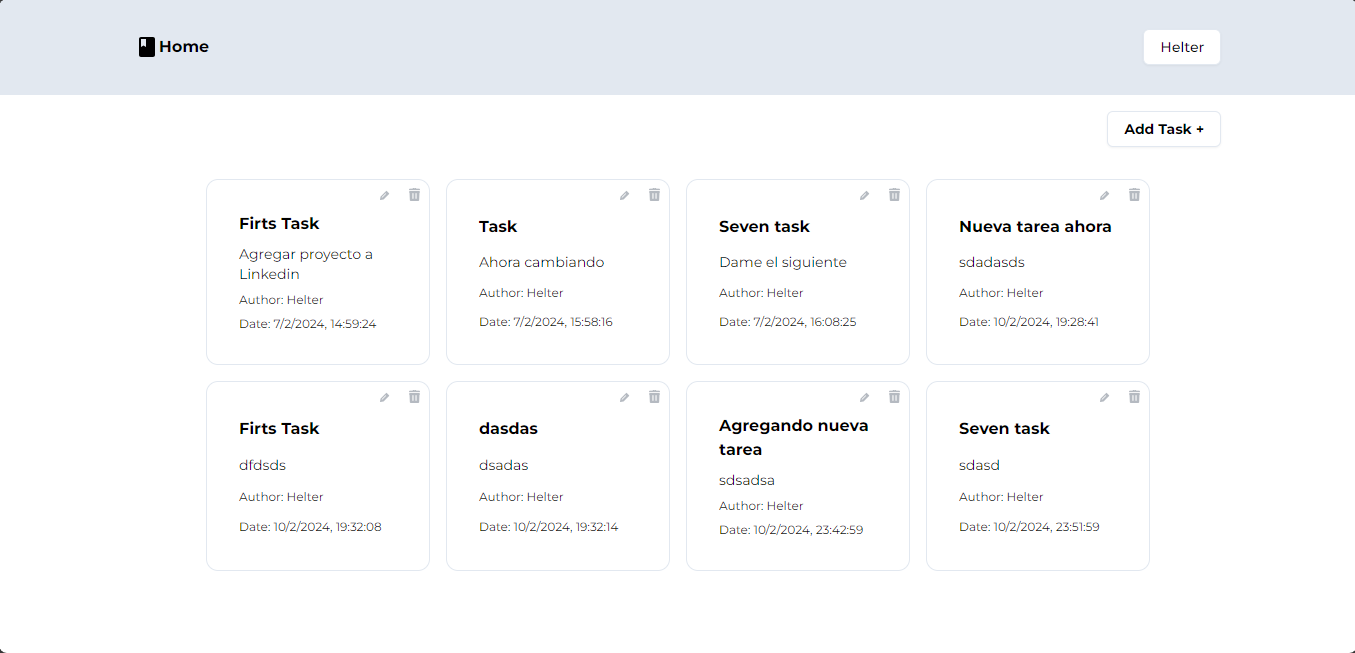 Home
Helter
Add Task +
Firts Task
Agregar proyecto a
Linkedin
Author: Helter
Date: 7/2/2024, 14:59:24
Task
Ahora cambiando
Author: Helter
Date: 7/2/2024, 15:58:16
Seven task
Dame el siguiente
Author: Helter
Date: 7/2/2024, 16:08:25
Nueva tarea ahora
sdadasds
Author: Helter
Date: 10/2/2024, 19:28:41
Firts Task
dfdsds
Author: Helter
Date: 10/2/2024, 19:32:08
dasdas
dsadas
Author: Helter
Date: 10/2/2024, 19:32:14
Agregando nueva
tarea
sdsadsa
Author: Helter
Date: 10/2/2024, 23:42:59
Seven task
sdasd
Author: Helter
Date: 10/2/2024, 23:51:59